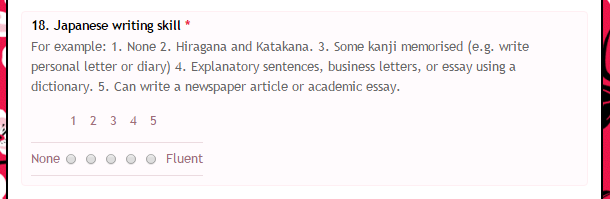 18. Japanese writing skill *
For example: 1. None 2. Hiragana and Katakana. 3. Some kanji memorised (e.g. write
personal letter or diary) 4. Explanatory sentences, business letters, or essay using a
dictionary. 5. Can write a newspaper article or academic essay.
1 2 3 4 5
None Fluent